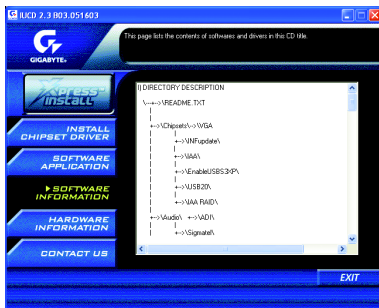 IUCD 2.3 B03.051603
GIGABYTE™
This page lists the contents of softwares and drivers in this CD title.
Xpress
INSTALL
INSTALL
CHIPSET DRIVER
SOFTWARE
APPLICATION
SOFTWARE
INFORMATION
HARDWARE
INFORMATION
CONTACT US
I) DIRECTORY DESCRIPTION
\--+-->\README.TXT
|
+-->\Chipsets\-->\VGA
| |
| +-->\INFupdate\
| |
| +-->\IAA\
| |
| +-->\EnableUSBS3XP\
| |
| +-->\USB20\
| |
| +-->\IAA RAID\
|
+-->\Audio\ +-->\ADI\
| |
| +-->\Sigmatel\
EXIT